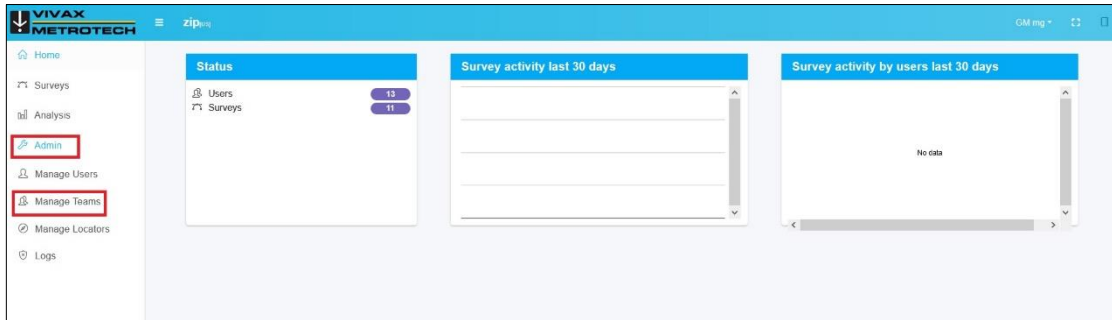 VIVAX
METROTECH
zip[US]
GM mg
Home
Surveys
Analysis
Admin
Manage Users
Manage Teams
Manage Locators
Logs
Status
Users 13
Surveys 11
Survey activity last 30 days
Survey activity by users last 30 days
No data